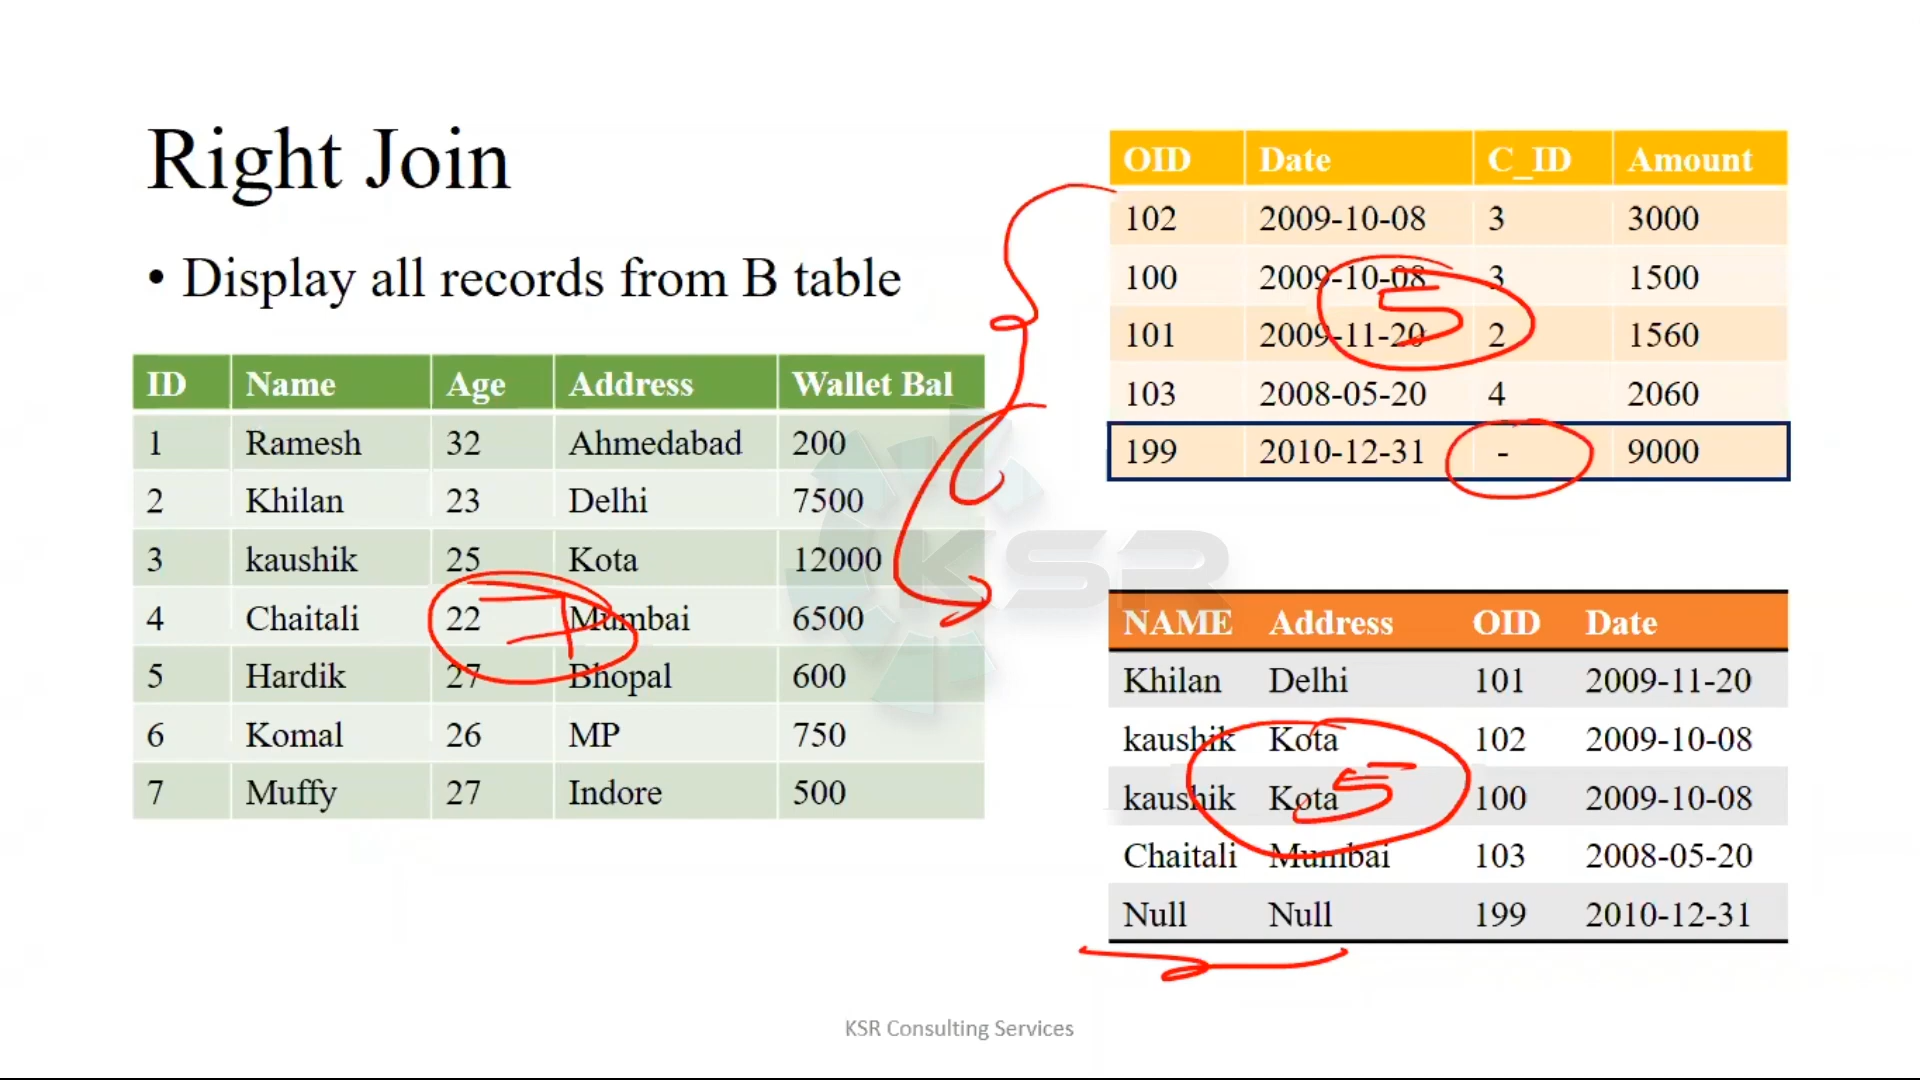 Right Join
• Display all records from B table
ID Name Age Address Wallet Bal
1 Ramesh 32 Ahmedabad 200
2 Khilan 23 Delhi 7500
3 kaushik 25 Kota 12000
4 Chaitali 22 Mumbai 6500
5 Hardik 27 Bhopal 600
6 Komal 26 MP 750
7 Muffy 27 Indore 500
7
OID Date C_ID Amount
102 2009-10-08 3 3000
100 2009-10-08 3 1500
101 2009-11-20 2 1560
103 2008-05-20 4 2060
199 2010-12-31 - 9000
5
KSR
NAME Address OID Date
Khilan Delhi 101 2009-11-20
kaushik Kota 102 2009-10-08
kaushik Kota 100 2009-10-08
Chaitali Mumbai 103 2008-05-20
Null Null 199 2010-12-31
5
KSR Consulting Services